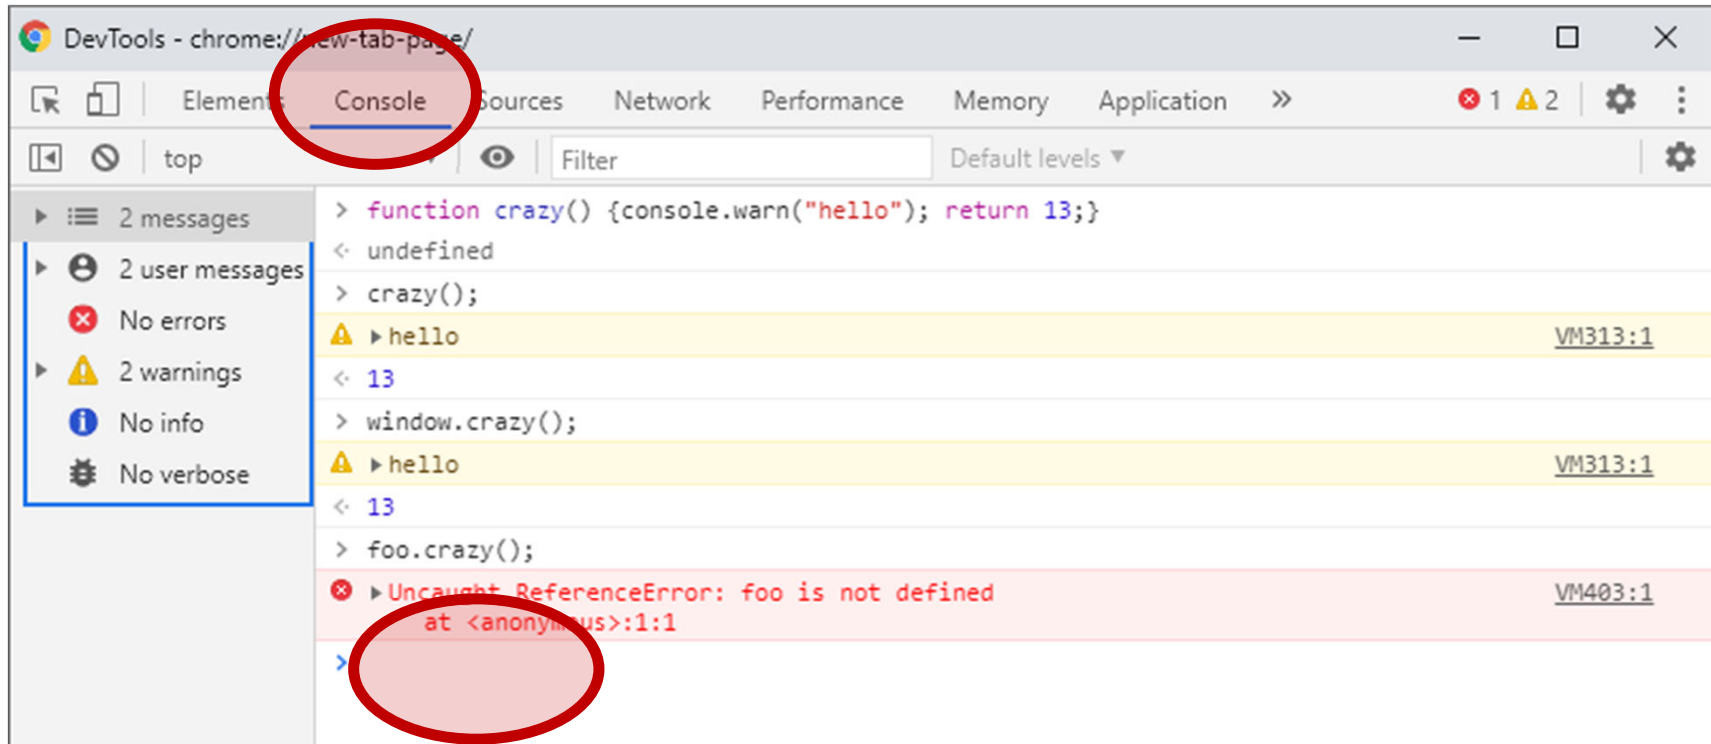 DevTools - chrome://new-tab-page/
Elements Console Sources Network Performance Memory Application » 1 2
top Filter Default levels ▼
2 messages
2 user messages
No errors
2 warnings
No info
No verbose
> function crazy() {console.warn("hello"); return 13;}
undefined
> crazy();
hello VM313:1
13
> window.crazy();
hello VM313:1
13
> foo.crazy();
Uncaught ReferenceError: foo is not defined VM403:1
at <anonymous>:1:1
>